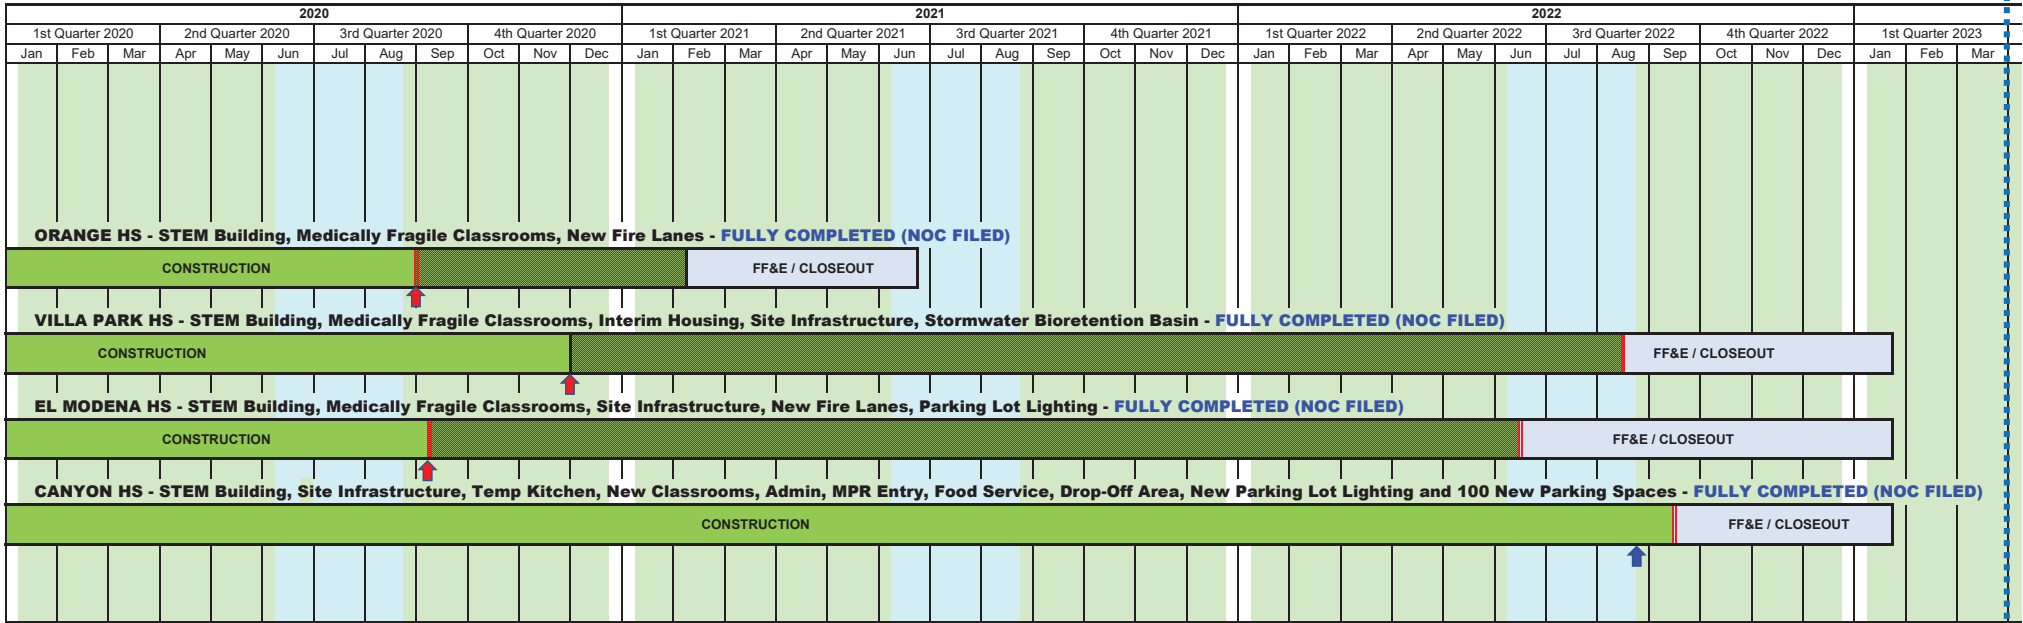 2020 2021 2022
1st Quarter 2020 2nd Quarter 2020 3rd Quarter 2020 4th Quarter 2020 1st Quarter 2021 2nd Quarter 2021 3rd Quarter 2021 4th Quarter 2021 1st Quarter 2022 2nd Quarter 2022 3rd Quarter 2022 4th Quarter 2022 1st Quarter 2023
Jan Feb Mar Apr May Jun Jul Aug Sep Oct Nov Dec Jan Feb Mar Apr May Jun Jul Aug Sep Oct Nov Dec Jan Feb Mar Apr May Jun Jul Aug Sep Oct Nov Dec Jan Feb Mar
ORANGE HS - STEM Building, Medically Fragile Classrooms, New Fire Lanes - FULLY COMPLETED (NOC FILED)
CONSTRUCTION FF&E / CLOSEOUT
VILLA PARK HS - STEM Building, Medically Fragile Classrooms, Interim Housing, Site Infrastructure, Stormwater Bioretention Basin - FULLY COMPLETED (NOC FILED)
CONSTRUCTION FF&E / CLOSEOUT
EL MODENA HS - STEM Building, Medically Fragile Classrooms, Site Infrastructure, New Fire Lanes, Parking Lot Lighting - FULLY COMPLETED (NOC FILED)
CONSTRUCTION FF&E / CLOSEOUT
CANYON HS - STEM Building, Site Infrastructure, Temp Kitchen, New Classrooms, Admin, MPR Entry, Food Service, Drop-Off Area, New Parking Lot Lighting and 100 New Parking Spaces - FULLY COMPLETED (NOC FILED)
CONSTRUCTION FF&E / CLOSEOUT